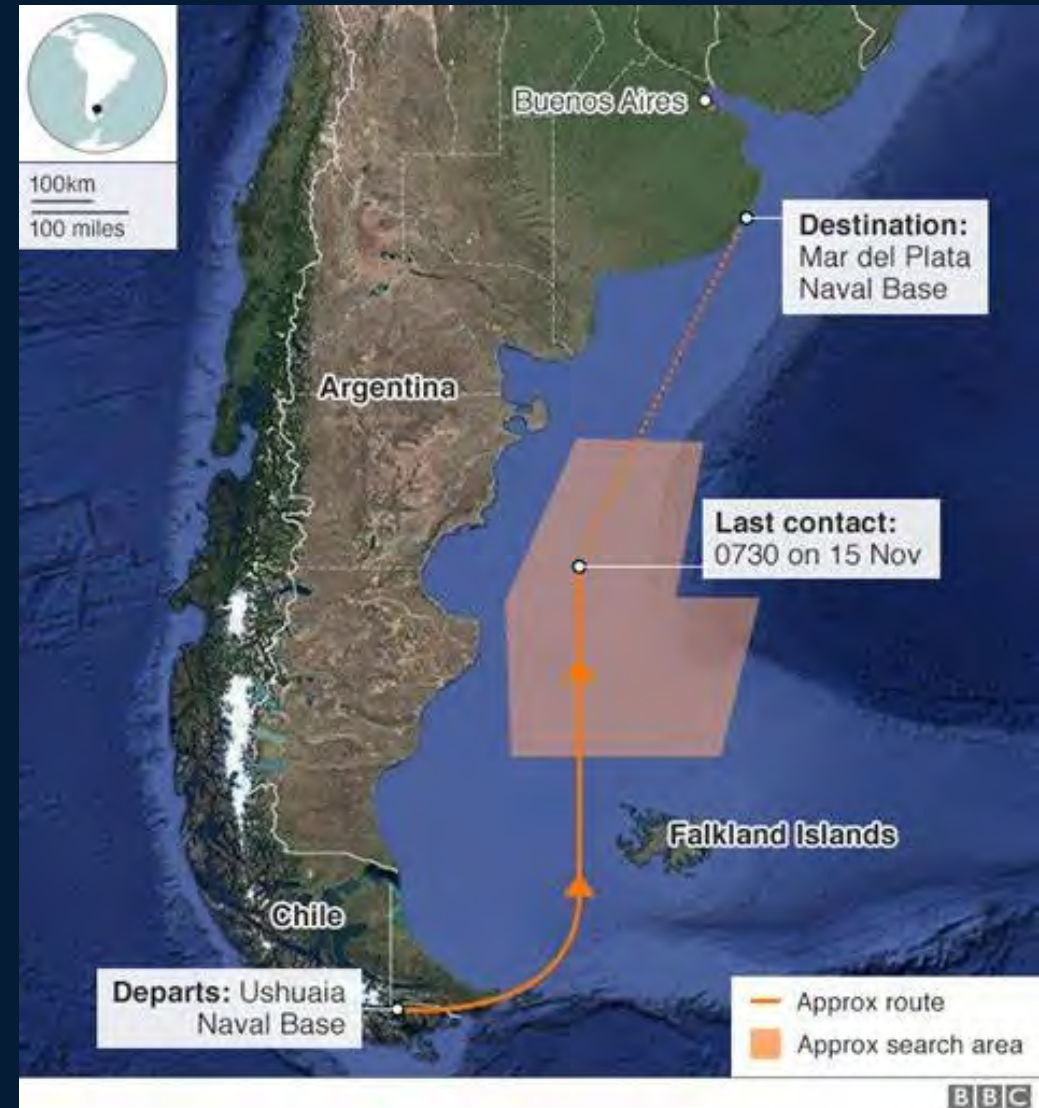 100km
100 miles
Buenos Aires
Destination:
Mar del Plata
Naval Base
Argentina
Last contact:
0730 on 15 Nov
Falkland Islands
Chile
Departs: Ushuaia
Naval Base
Approx route
Approx search area
BBC